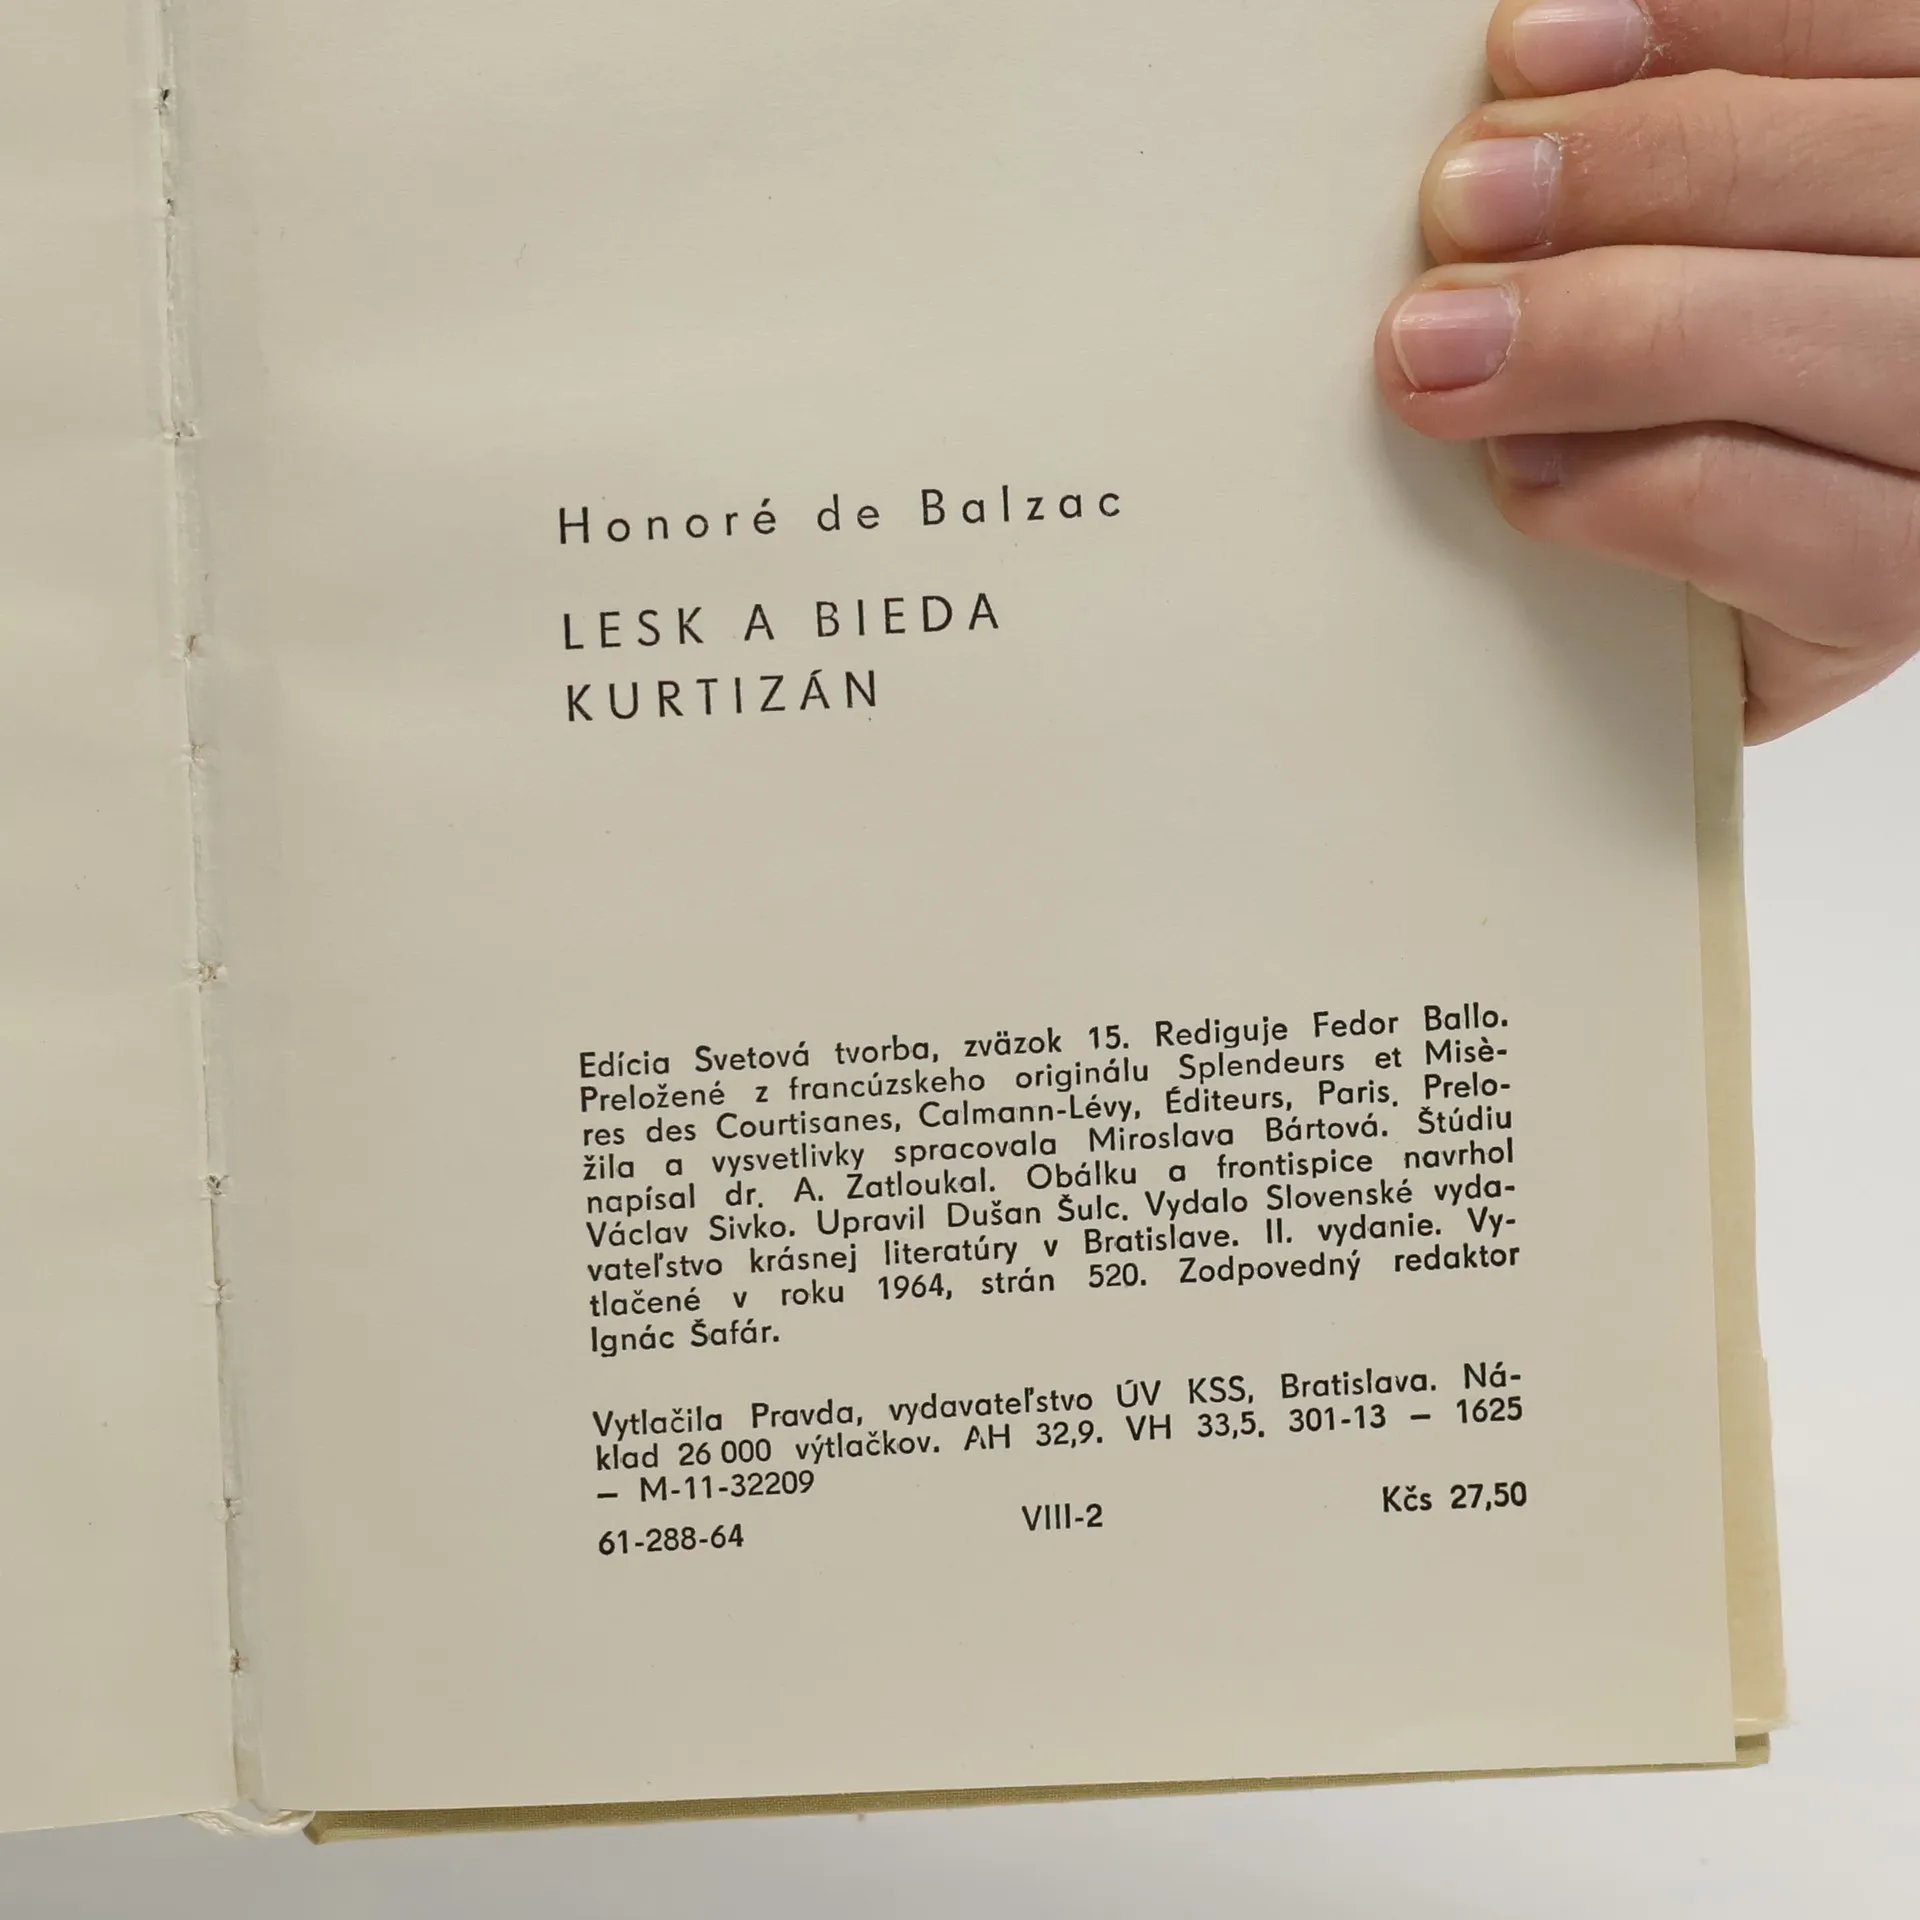 Honoré de Balzac
LESK A BIEDA
KURTIZÁN
Edícia Svetová tvorba, zväzok 15. Rediguje Fedor Ballo.
Preložené z francúzskeho originálu Splendeurs et Misè-
res des Courtisanes, Calmann-Lévy, Éditeurs, Paris. Prelo-
žila a vysvetlivky spracovala Miroslava Bártová. Štúdiu
napísal dr. A. Zatloukal. Obálku a frontispice navrhol
Václav Sivko. Upravil Dušan Šulc. Vydalo Slovenské vyda-
vateľstvo krásnej literatúry v Bratislave. II. vydanie. Vy-
tlačené v roku 1964, strán 520. Zodpovedný redaktor
Ignác Šafár.
Vytlačila Pravda, vydavateľstvo ÚV KSS, Bratislava. Ná-
klad 26 000 výtlačkov. AH 32,9. VH 33,5. 301-13 – 1625
– M-11-32209
61-288-64 VIII-2 Kčs 27,50